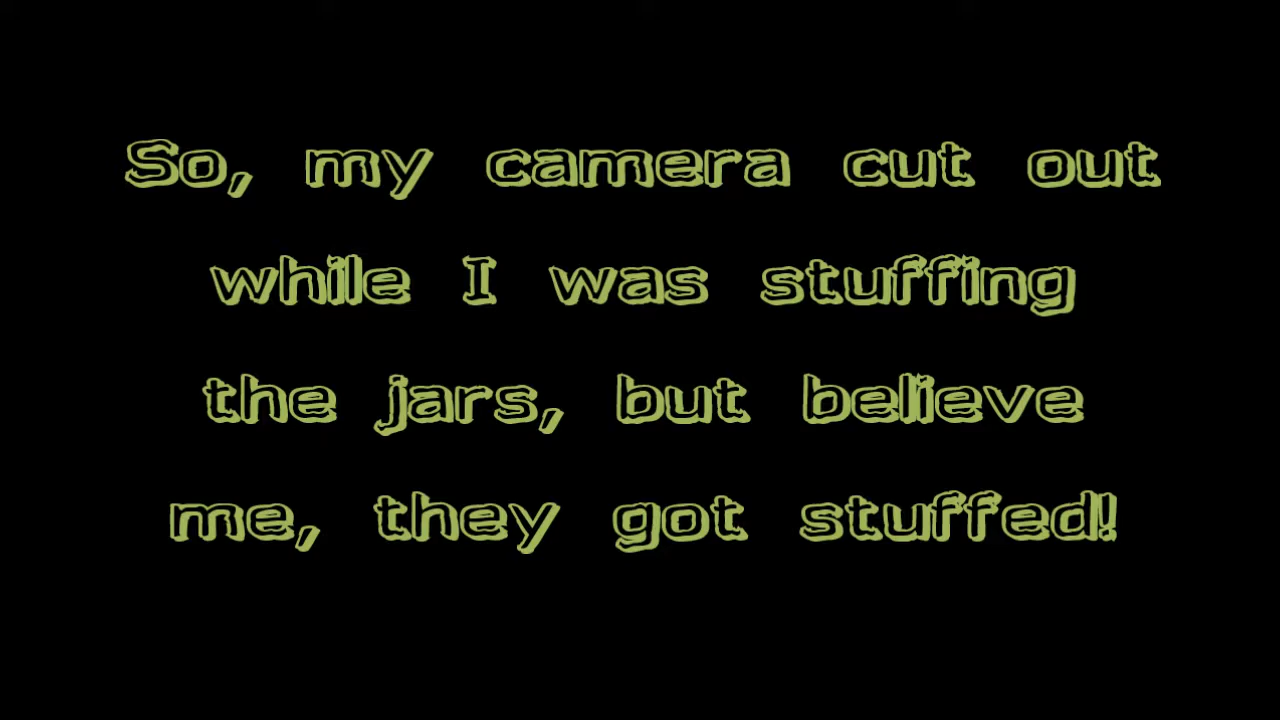 So, my camera cut out
while I was stuffing
the jars, but believe
me, they got stuffed!